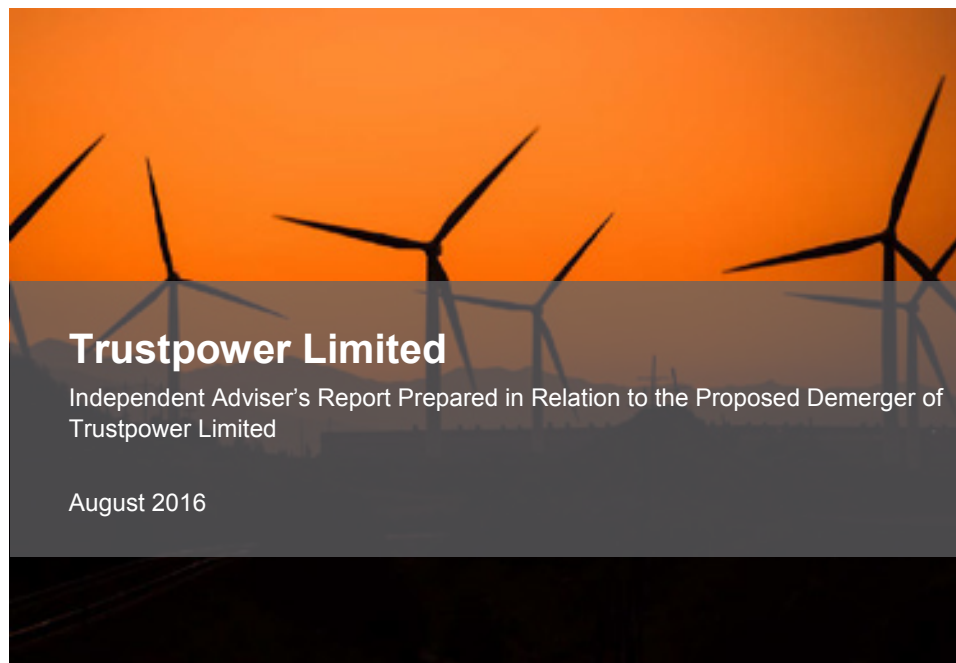 Trustpower Limited
Independent Adviser’s Report Prepared in Relation to the Proposed Demerger of
Trustpower Limited
August 2016